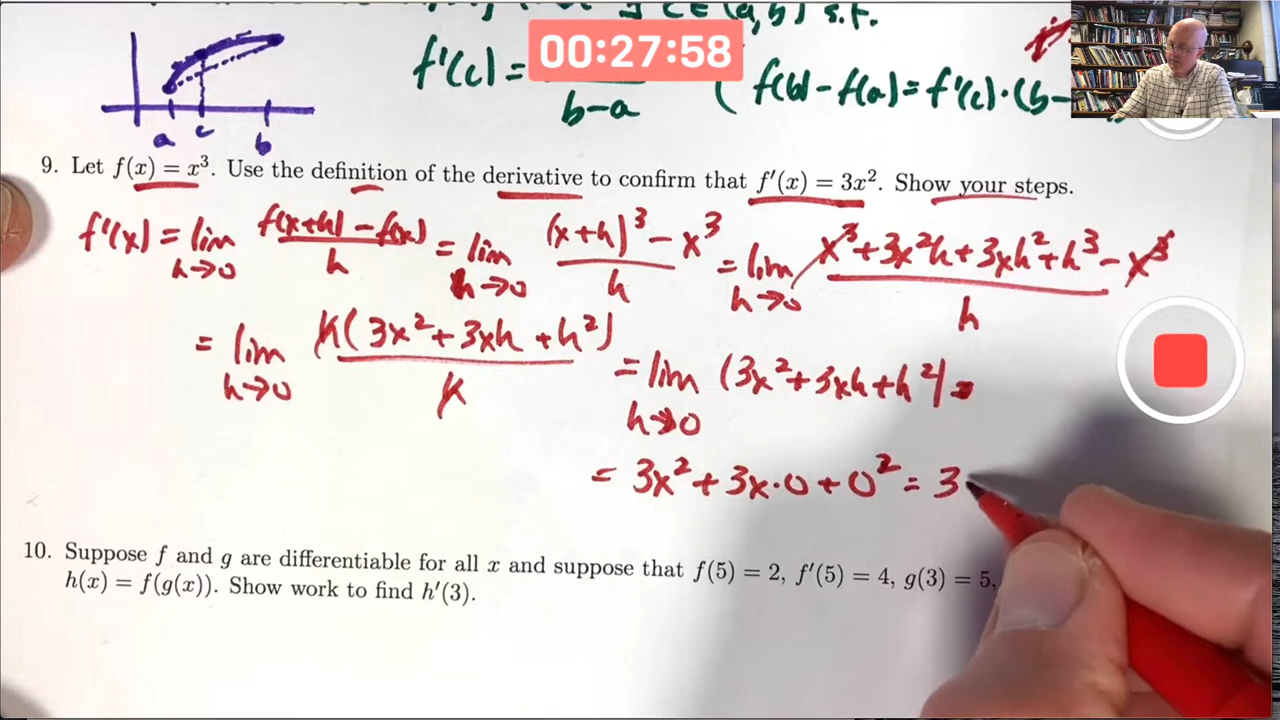 (a,b) s.t.
00:27:58
f'(c) = b-a ( f(b) - f(a) = f'(c)·(b-
a c b
9. Let f(x) = x³. Use the definition of the derivative to confirm that f′(x) = 3x². Show your steps.
f'(x) = lim h→0 f(x+h) - f(x) / h = lim h→0 (x+h)³ - x³ / h = lim h→0 x³ + 3x²h + 3xh² + h³ - x³ / h
= lim h→0 h(3x² + 3xh + h²) / h = lim h→0 (3x² + 3xh + h²) =
= 3x² + 3x·0 + 0² = 3
10. Suppose f and g are differentiable for all x and suppose that f(5) = 2, f′(5) = 4, g(3) = 5,
h(x) = f(g(x)). Show work to find h′(3).